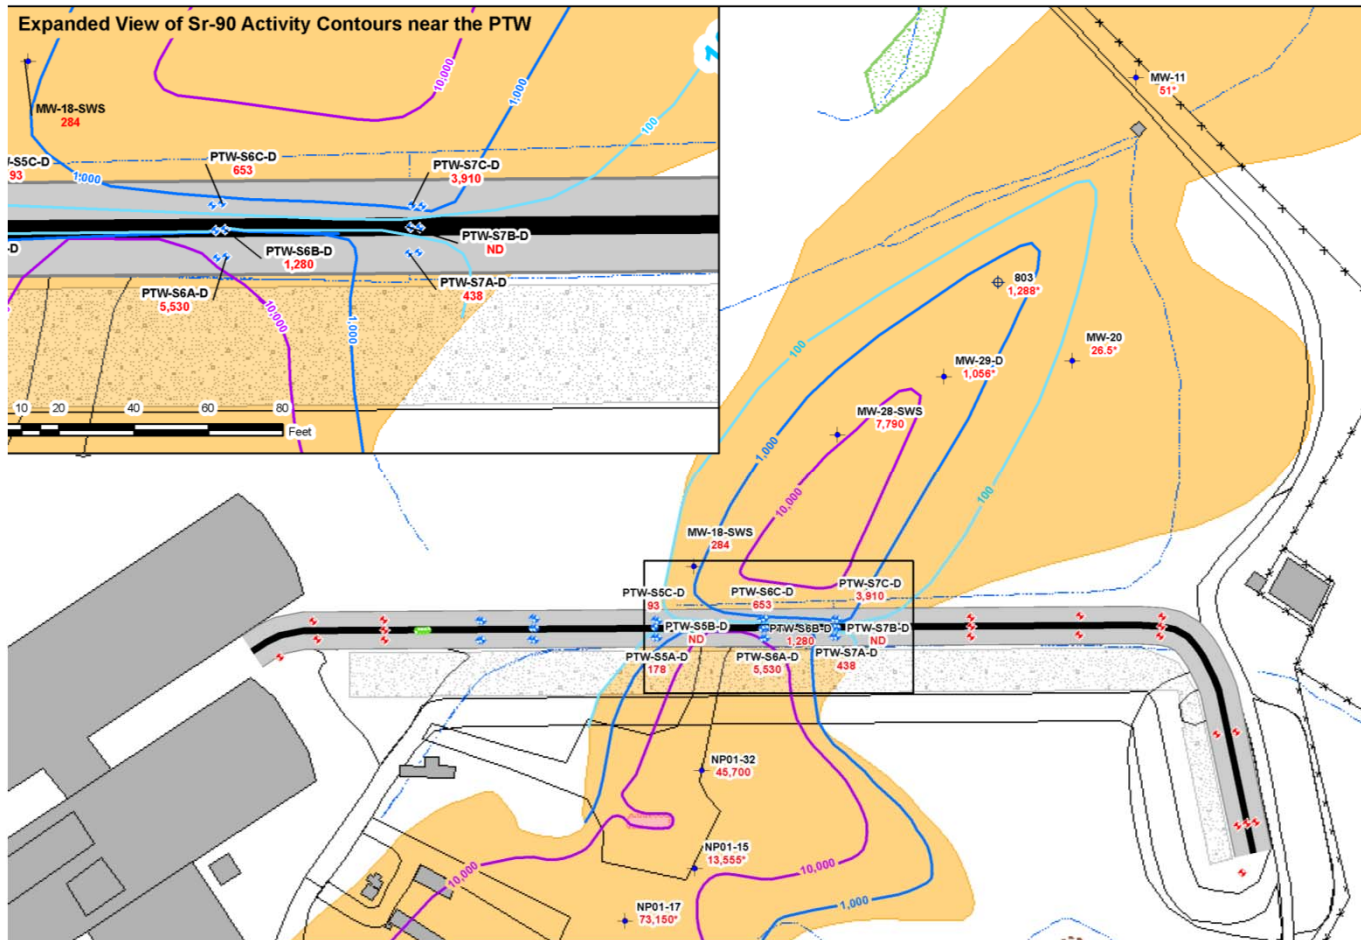 Expanded View of Sr-90 Activity Contours near the PTW
10,000
1,000
100
MW-18-SWS
284
PTW-S6C-D
653
PTW-S7C-D
3,910
-S5C-D
93
1,000
PTW-S7B-D
ND
PTW-S6B-D
1,280
-D
PTW-S7A-D
438
PTW-S6A-D
5,530
10,000
1,000
10 20 40 60 80
Feet
MW-11
51*
803
1,288*
MW-20
26.5*
100
MW-29-D
1,056*
MW-28-SWS
7,790
1,000
10,000
100
MW-18-SWS
284
PTW-S5C-D
93
PTW-S6C-D
653
PTW-S7C-D
3,910
PTW-S5B-D
ND
PTW-S6B-D
1,280
PTW-S7B-D
ND
PTW-S5A-D
178
PTW-S6A-D
5,530
PTW-S7A-D
438
NP01-32
45,700
NP01-15
13,555*
10,000
10,000
NP01-17
73,150*
1,000